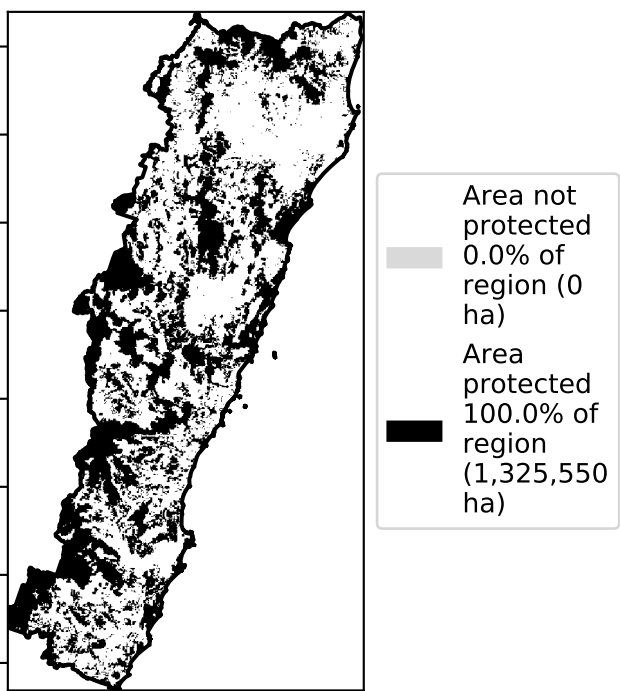 Area not
protected
0.0% of
region (0
ha)
Area
protected
100.0% of
region
(1,325,550
ha)